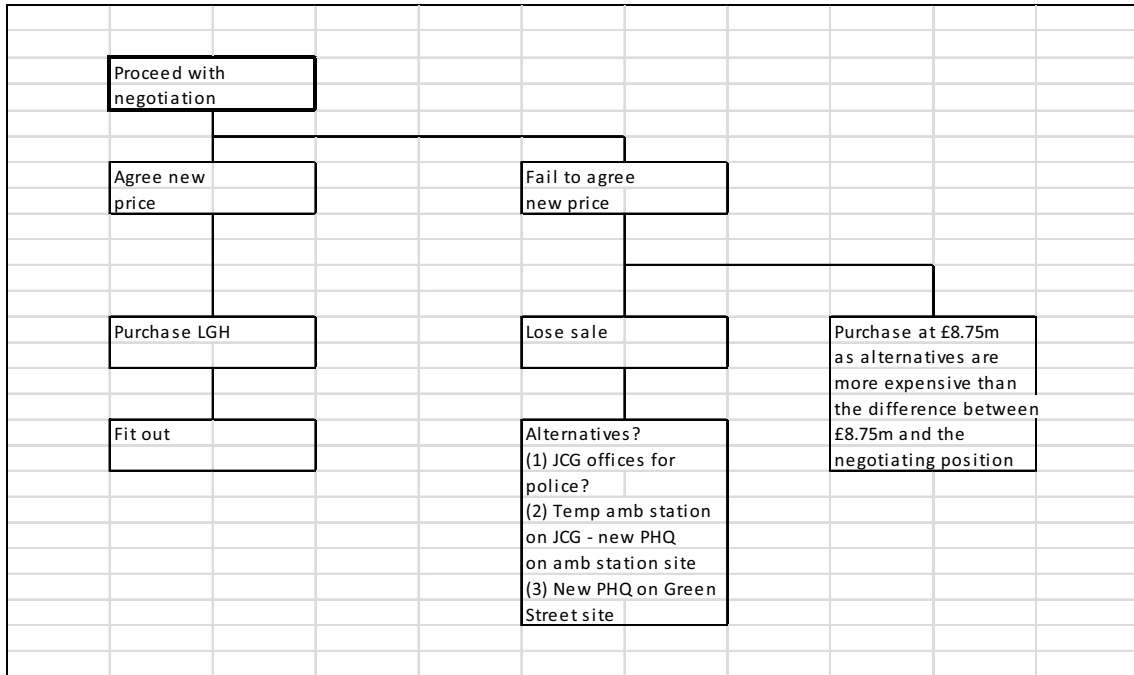 Proceed with
negotiation
Agree new
price
Fail to agree
new price
Purchase LGH
Lose sale
Purchase at £8.75m
as alternatives are
more expensive than
the difference between
£8.75m and the
negotiating position
Fit out
Alternatives?
(1) JCG offices for
police?
(2) Temp amb station
on JCG - new PHQ
on amb station site
(3) New PHQ on Green
Street site